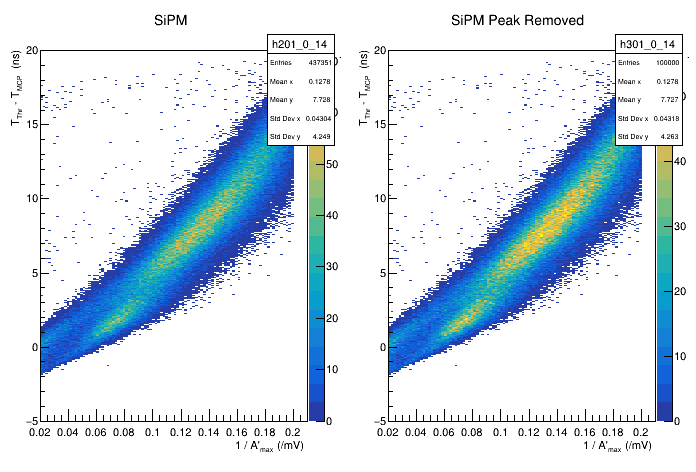 SiPM
h201_0_14
Entries 437351
Mean x 0.1278
Mean y 7.728
Std Dev x 0.04304
Std Dev y 4.249
T_Thr - T_MCP (ns)
20
15
10
5
0
−5
0.02 0.04 0.06 0.08 0.1 0.12 0.14 0.16 0.18 0.2
1 / A'_max (/mV)
50
40
30
20
10
0
SiPM Peak Removed
h301_0_14
Entries 100000
Mean x 0.1278
Mean y 7.727
Std Dev x 0.04318
Std Dev y 4.263
T_Thr - T_MCP (ns)
20
15
10
5
0
−5
0.02 0.04 0.06 0.08 0.1 0.12 0.14 0.16 0.18 0.2
1 / A'_max (/mV)
40
30
20
10
0